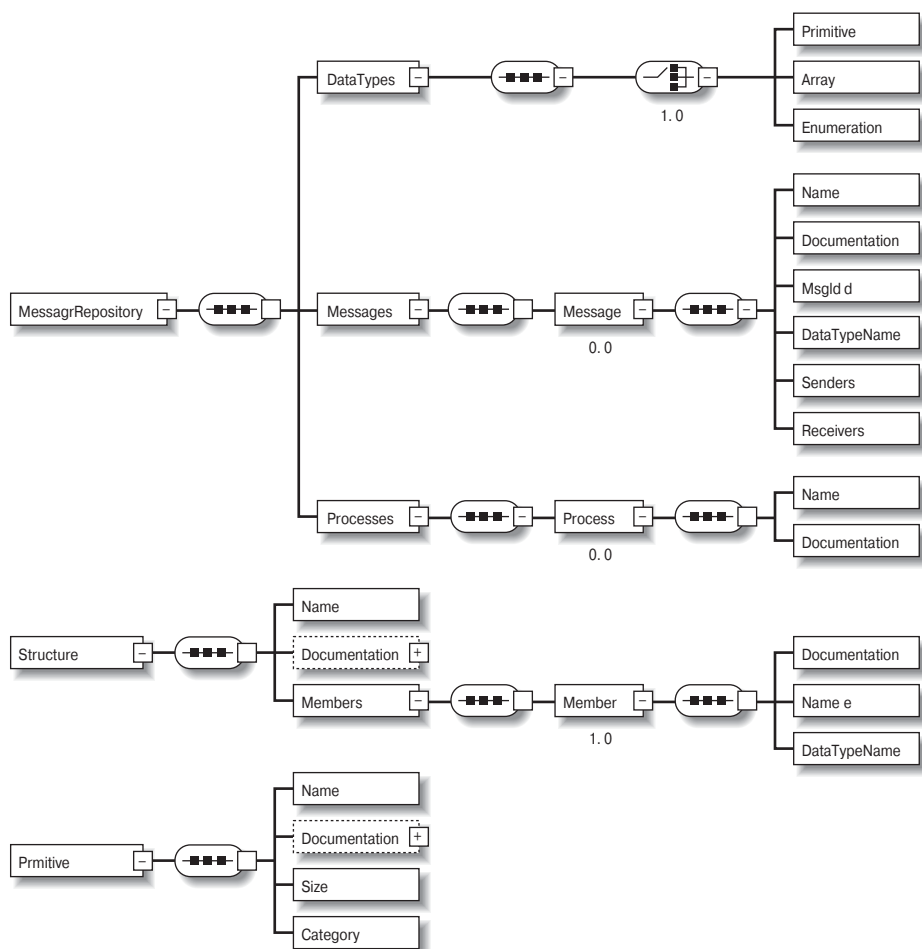 Primitive
DataTypes
Array
1. 0
Enumeration
Name
Documentation
MsgId d
MessagrRepository
Messages
Message
DataTypeName
0. 0
Senders
Receivers
Name
Processes
Process
Documentation
0. 0
Name
Structure
Documentation
Documentation
Members
Member
Name e
1. 0
DataTypeName
Name
Documentation
Prmitive
Size
Category